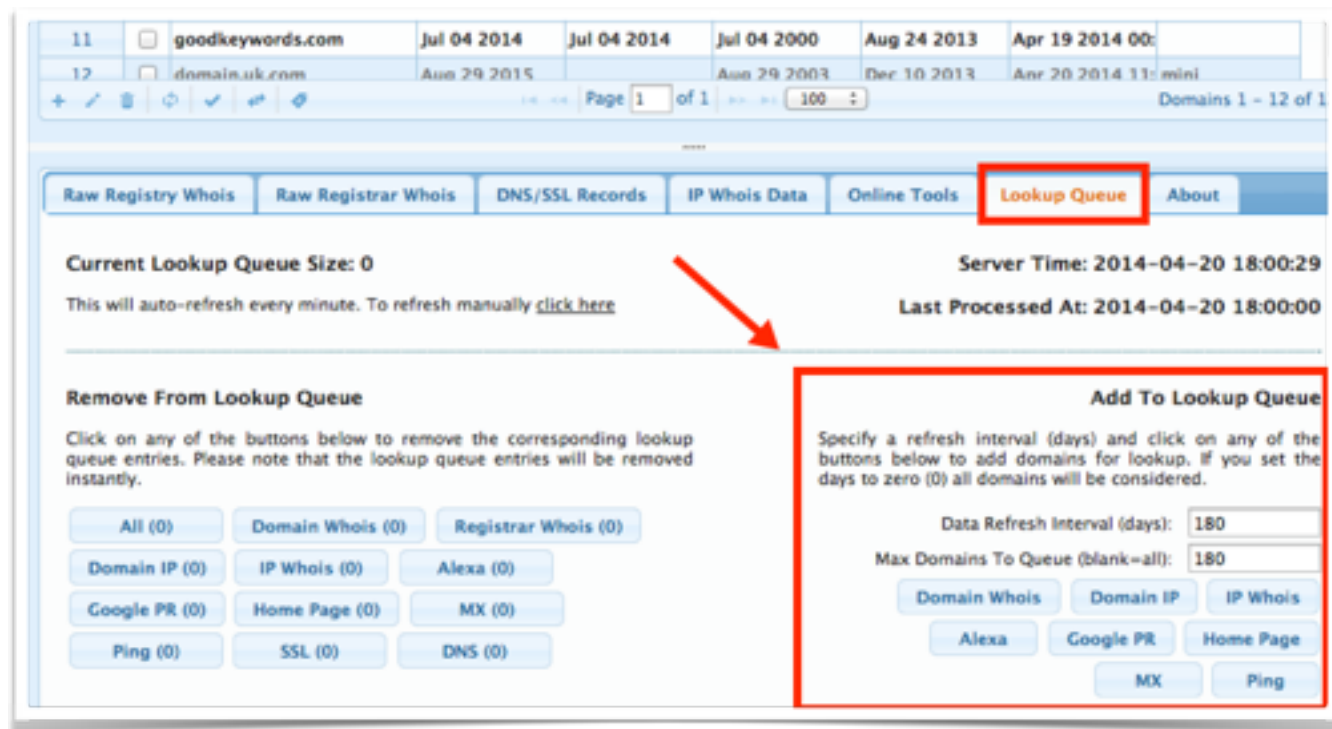 11 goodkeywords.com Jul 04 2014 Jul 04 2014 Jul 04 2000 Aug 24 2013 Apr 19 2014 00:
12 domain.uk.com Aug 29 2015 Aug 29 2003 Dec 10 2013 Apr 20 2014 11: mini
Page 1 of 1 100 Domains 1 - 12 of 1
Raw Registry Whois Raw Registrar Whois DNS/SSL Records IP Whois Data Online Tools Lookup Queue About
Current Lookup Queue Size: 0
Server Time: 2014-04-20 18:00:29
This will auto-refresh every minute. To refresh manually click here
Last Processed At: 2014-04-20 18:00:00
Remove From Lookup Queue
Click on any of the buttons below to remove the corresponding lookup
queue entries. Please note that the lookup queue entries will be removed
instantly.
All (0) Domain Whois (0) Registrar Whois (0)
Domain IP (0) IP Whois (0) Alexa (0)
Google PR (0) Home Page (0) MX (0)
Ping (0) SSL (0) DNS (0)
Add To Lookup Queue
Specify a refresh interval (days) and click on any of the
buttons below to add domains for lookup. If you set the
days to zero (0) all domains will be considered.
Data Refresh Interval (days): 180
Max Domains To Queue (blank=all): 180
Domain Whois Domain IP IP Whois
Alexa Google PR Home Page
MX Ping